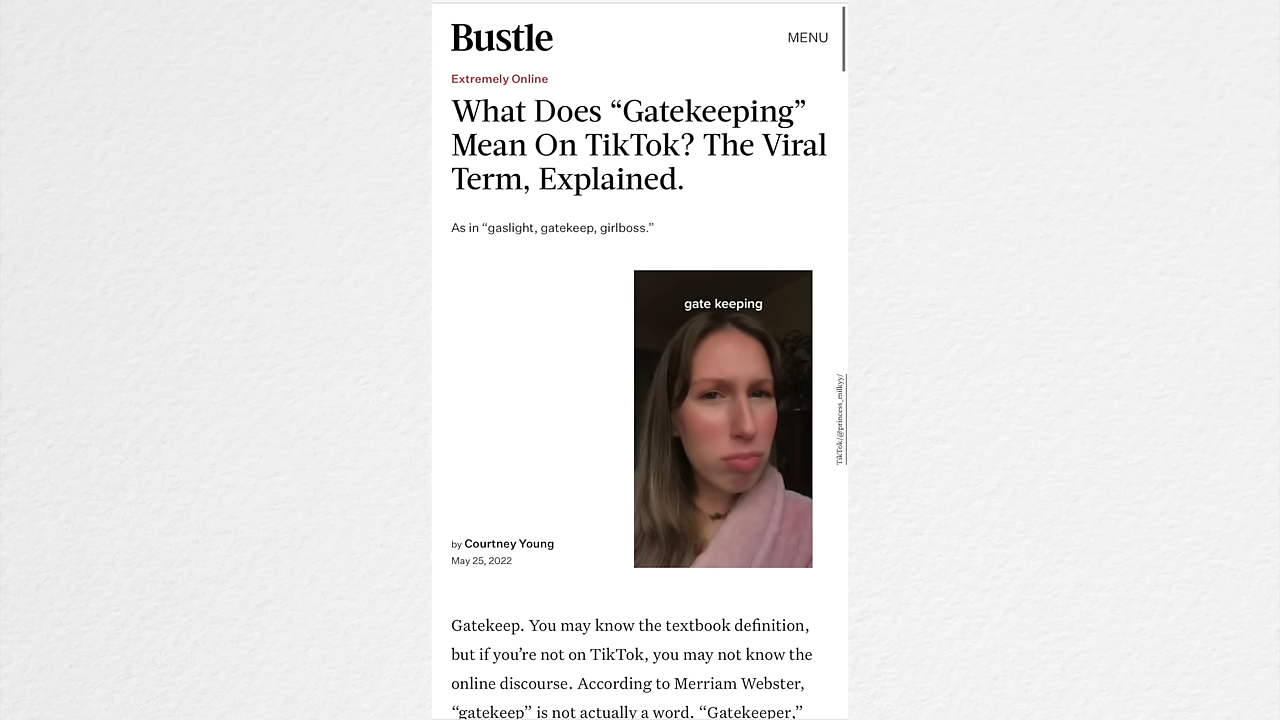 Bustle
MENU
Extremely Online
What Does “Gatekeeping”
Mean On TikTok? The Viral
Term, Explained.
As in “gaslight, gatekeep, girlboss.”
gate keeping
TikTok/@princess_milkyy/
by Courtney Young
May 25, 2022
Gatekeep. You may know the textbook definition,
but if you’re not on TikTok, you may not know the
online discourse. According to Merriam Webster,
“gatekeep” is not actually a word. “Gatekeeper,”